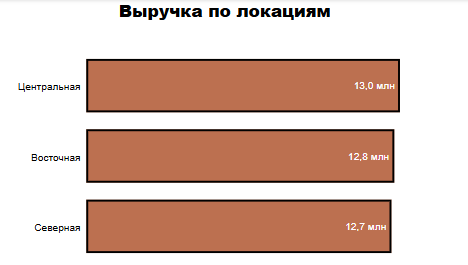 Выручка по локациям
Центральная 13,0 млн
Восточная 12,8 млн
Северная 12,7 млн